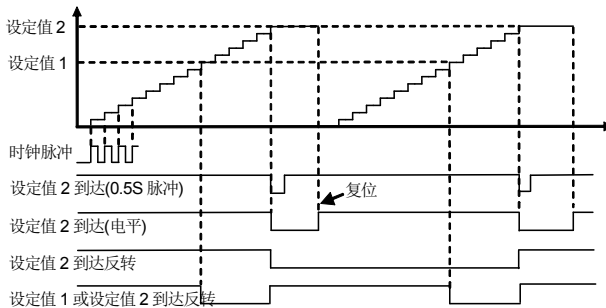 设定值 2
设定值 1
时钟脉冲
设定值 2 到达(0.5S 脉冲)
复位
设定值 2 到达(电平)
设定值 2 到达反转
设定值 1 或设定值 2 到达反转